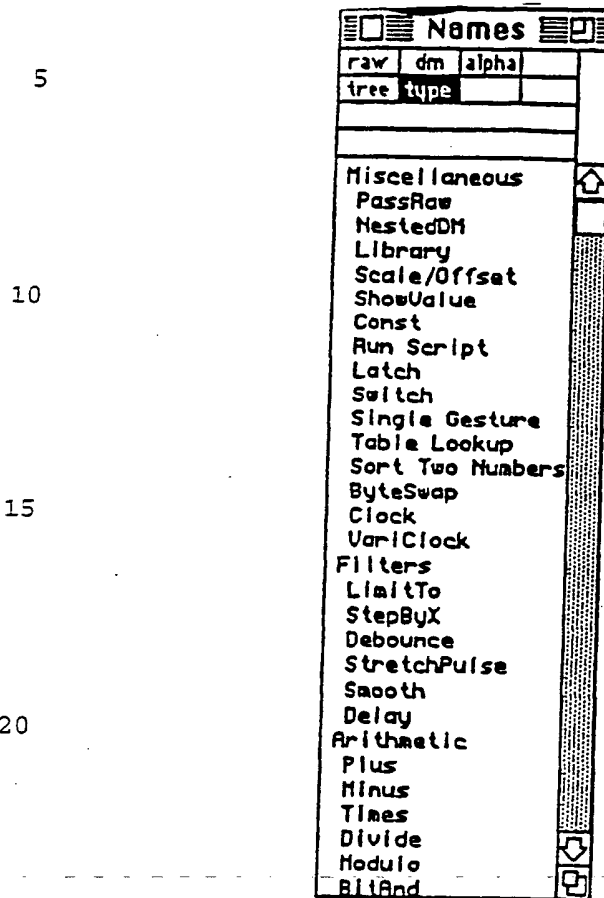 Names
raw dm alpha
5
tree type
Miscellaneous
PassRaw
NestedDM
Library
Scale/Offset
10
ShowValue
Const
Run Script
Latch
Switch
Single Gesture
Table Lookup
Sort Two Numbers
ByteSwap
15
Clock
VariClock
Filters
LimitTo
StepByX
Debounce
StretchPulse
Smooth
Delay
20
Arithmetic
Plus
Minus
Times
Divide
Modulo
BitAnd